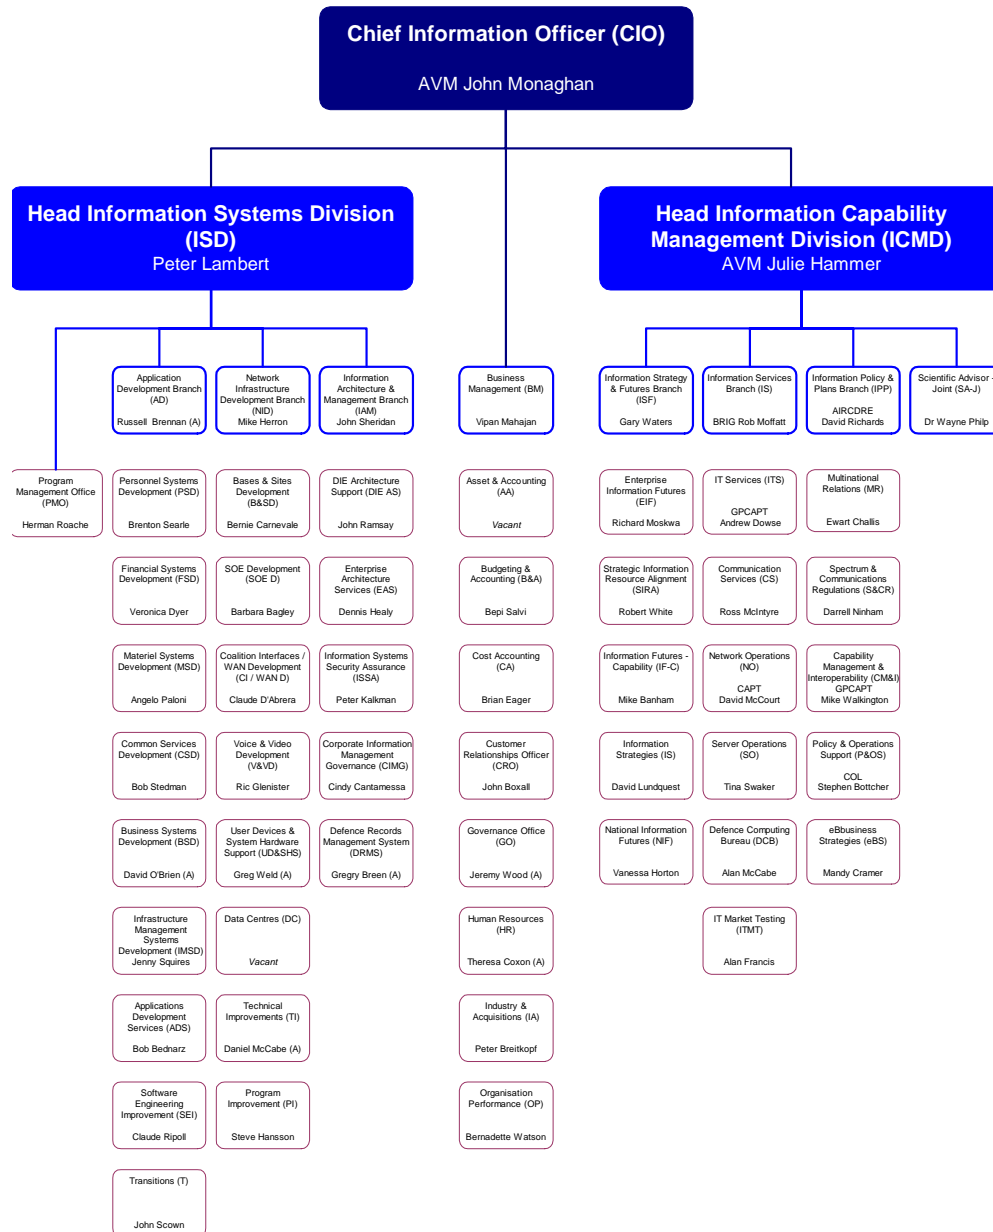 Chief Information Officer (CIO)
AVM John Monaghan
Head Information Systems Division
(ISD)
Peter Lambert
Head Information Capability
Management Division (ICMD)
AVM Julie Hammer
Application
Development Branch
(AD)
Russell Brennan (A)
Network
Infrastructure
Development Branch
(NID)
Mike Herron
Information
Architecture &
Management Branch
(IAM)
John Sheridan
Business
Management (BM)
Vipan Mahajan
Information Strategy
& Futures Branch
(ISF)
Gary Waters
Information Services
Branch (IS)
BRIG Rob Moffatt
Information Policy &
Plans Branch (IPP)
AIRCDRE
David Richards
Scientific Advisor -
Joint (SA-J)
Dr Wayne Philp
Program
Management Office
(PMO)
Herman Roache
Personnel Systems
Development (PSD)
Brenton Searle
Bases & Sites
Development
(B&SD)
Bernie Carnevale
DIE Architecture
Support (DIE AS)
John Ramsay
Asset & Accounting
(AA)
Vacant
Enterprise
Information Futures
(EIF)
Richard Moskwa
IT Services (ITS)
GPCAPT
Andrew Dowse
Multinational
Relations (MR)
Ewart Challis
Financial Systems
Development (FSD)
Veronica Dyer
SOE Development
(SOE D)
Barbara Bagley
Enterprise
Architecture
Services (EAS)
Dennis Healy
Budgeting &
Accounting (B&A)
Bepi Salvi
Strategic Information
Resource Alignment
(SIRA)
Robert White
Communication
Services (CS)
Ross McIntyre
Spectrum &
Communications
Regulations (S&CR)
Darrell Ninham
Materiel Systems
Development (MSD)
Angelo Paloni
Coalition Interfaces /
WAN Development
(CI / WAN D)
Claude D'Abrera
Information Systems
Security Assurance
(ISSA)
Peter Kalkman
Cost Accounting
(CA)
Brian Eager
Information Futures -
Capability (IF-C)
Mike Banham
Network Operations
(NO)
CAPT
David McCourt
Capability
Management &
Interoperability (CM&I)
GPCAPT
Mike Walkington
Common Services
Development (CSD)
Bob Stedman
Voice & Video
Development
(V&VD)
Ric Glenister
Corporate Information
Management
Governance (CIMG)
Cindy Cantamessa
Customer
Relationships Officer
(CRO)
John Boxall
Information
Strategies (IS)
David Lundquest
Server Operations
(SO)
Tina Swaker
Policy & Operations
Support (P&OS)
COL
Stephen Bottcher
Business Systems
Development (BSD)
David O'Brien (A)
User Devices &
System Hardware
Support (UD&SHS)
Greg Weld (A)
Defence Records
Management System
(DRMS)
Gregry Breen (A)
Governance Office
(GO)
Jeremy Wood (A)
National Information
Futures (NIF)
Vanessa Horton
Defence Computing
Bureau (DCB)
Alan McCabe
eBbusiness
Strategies (eBS)
Mandy Cramer
Infrastructure
Management
Systems
Development (IMSD)
Jenny Squires
Data Centres (DC)
Vacant
Human Resources
(HR)
Theresa Coxon (A)
IT Market Testing
(ITMT)
Alan Francis
Applications
Development
Services (ADS)
Bob Bednarz
Technical
Improvements (TI)
Daniel McCabe (A)
Industry &
Acquisitions (IA)
Peter Breitkopf
Software
Engineering
Improvement (SEI)
Claude Ripoll
Program
Improvement (PI)
Steve Hansson
Organisation
Performance (OP)
Bernadette Watson
Transitions (T)
John Scown